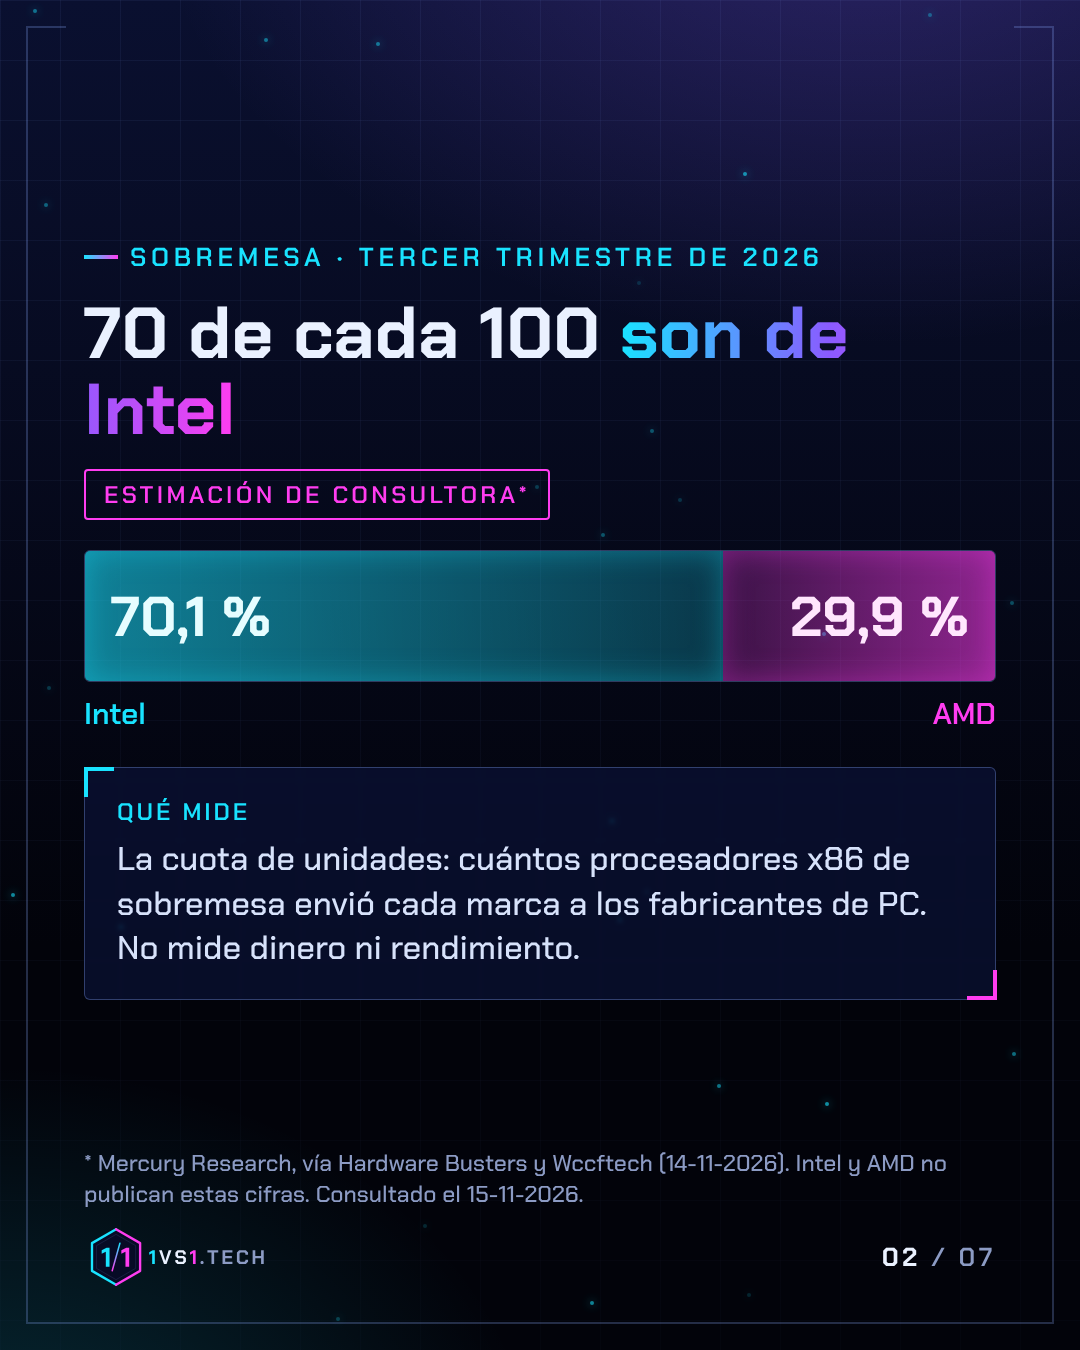 SOBREMESA · TERCER TRIMESTRE DE 2026
70 de cada 100 son de
Intel
ESTIMACIÓN DE CONSULTORA*
70,1 %
29,9 %
Intel
AMD
QUÉ MIDE
La cuota de unidades: cuántos procesadores x86 de
sobremesa envió cada marca a los fabricantes de PC.
No mide dinero ni rendimiento.
* Mercury Research, vía Hardware Busters y Wccftech (14-11-2026). Intel y AMD no
publican estas cifras. Consultado el 15-11-2026.
1/1 1VS1.TECH
02 / 07